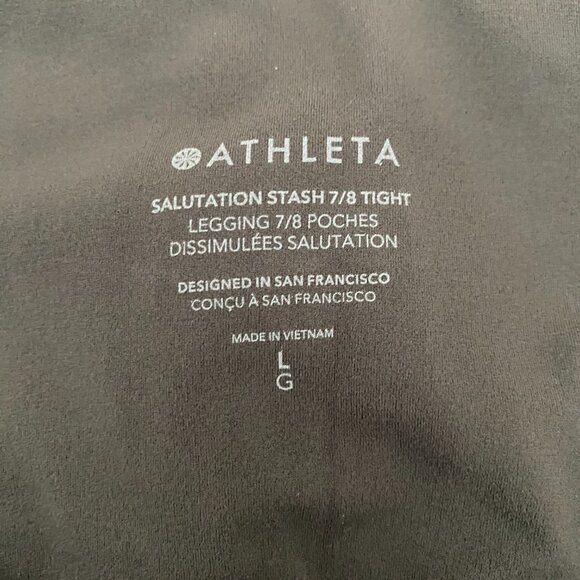 ATHLETA
SALUTATION STASH 7/8 TIGHT
LEGGING 7/8 POCHES
DISSIMULÉES SALUTATION
DESIGNED IN SAN FRANCISCO
CONÇU À SAN FRANCISCO
MADE IN VIETNAM
L
G